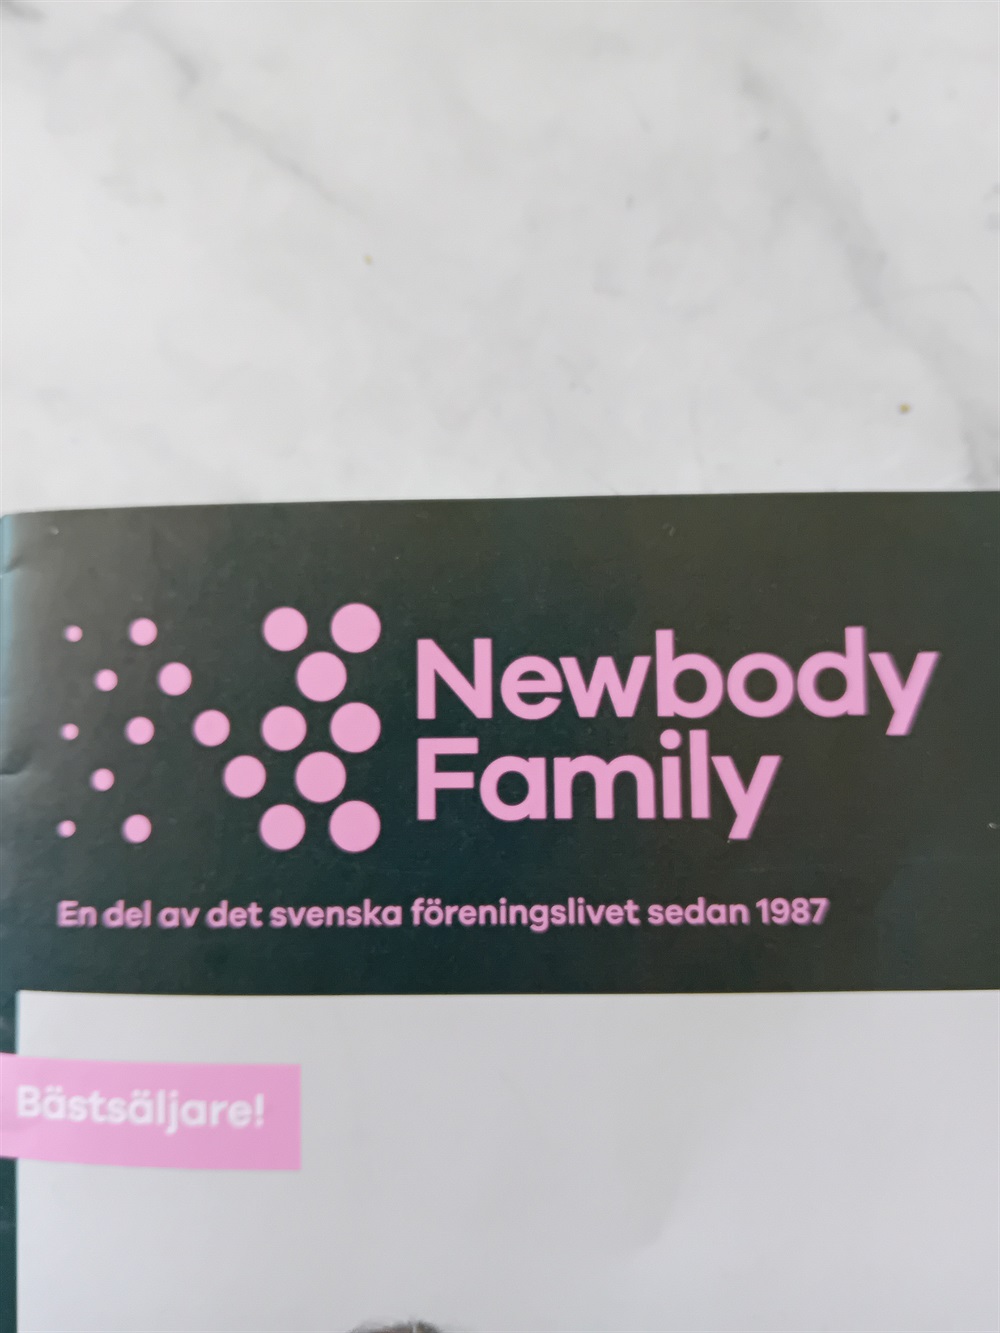 Newbody
Family
En del av det svenska föreningslivet sedan 1987
Bästsäljare!